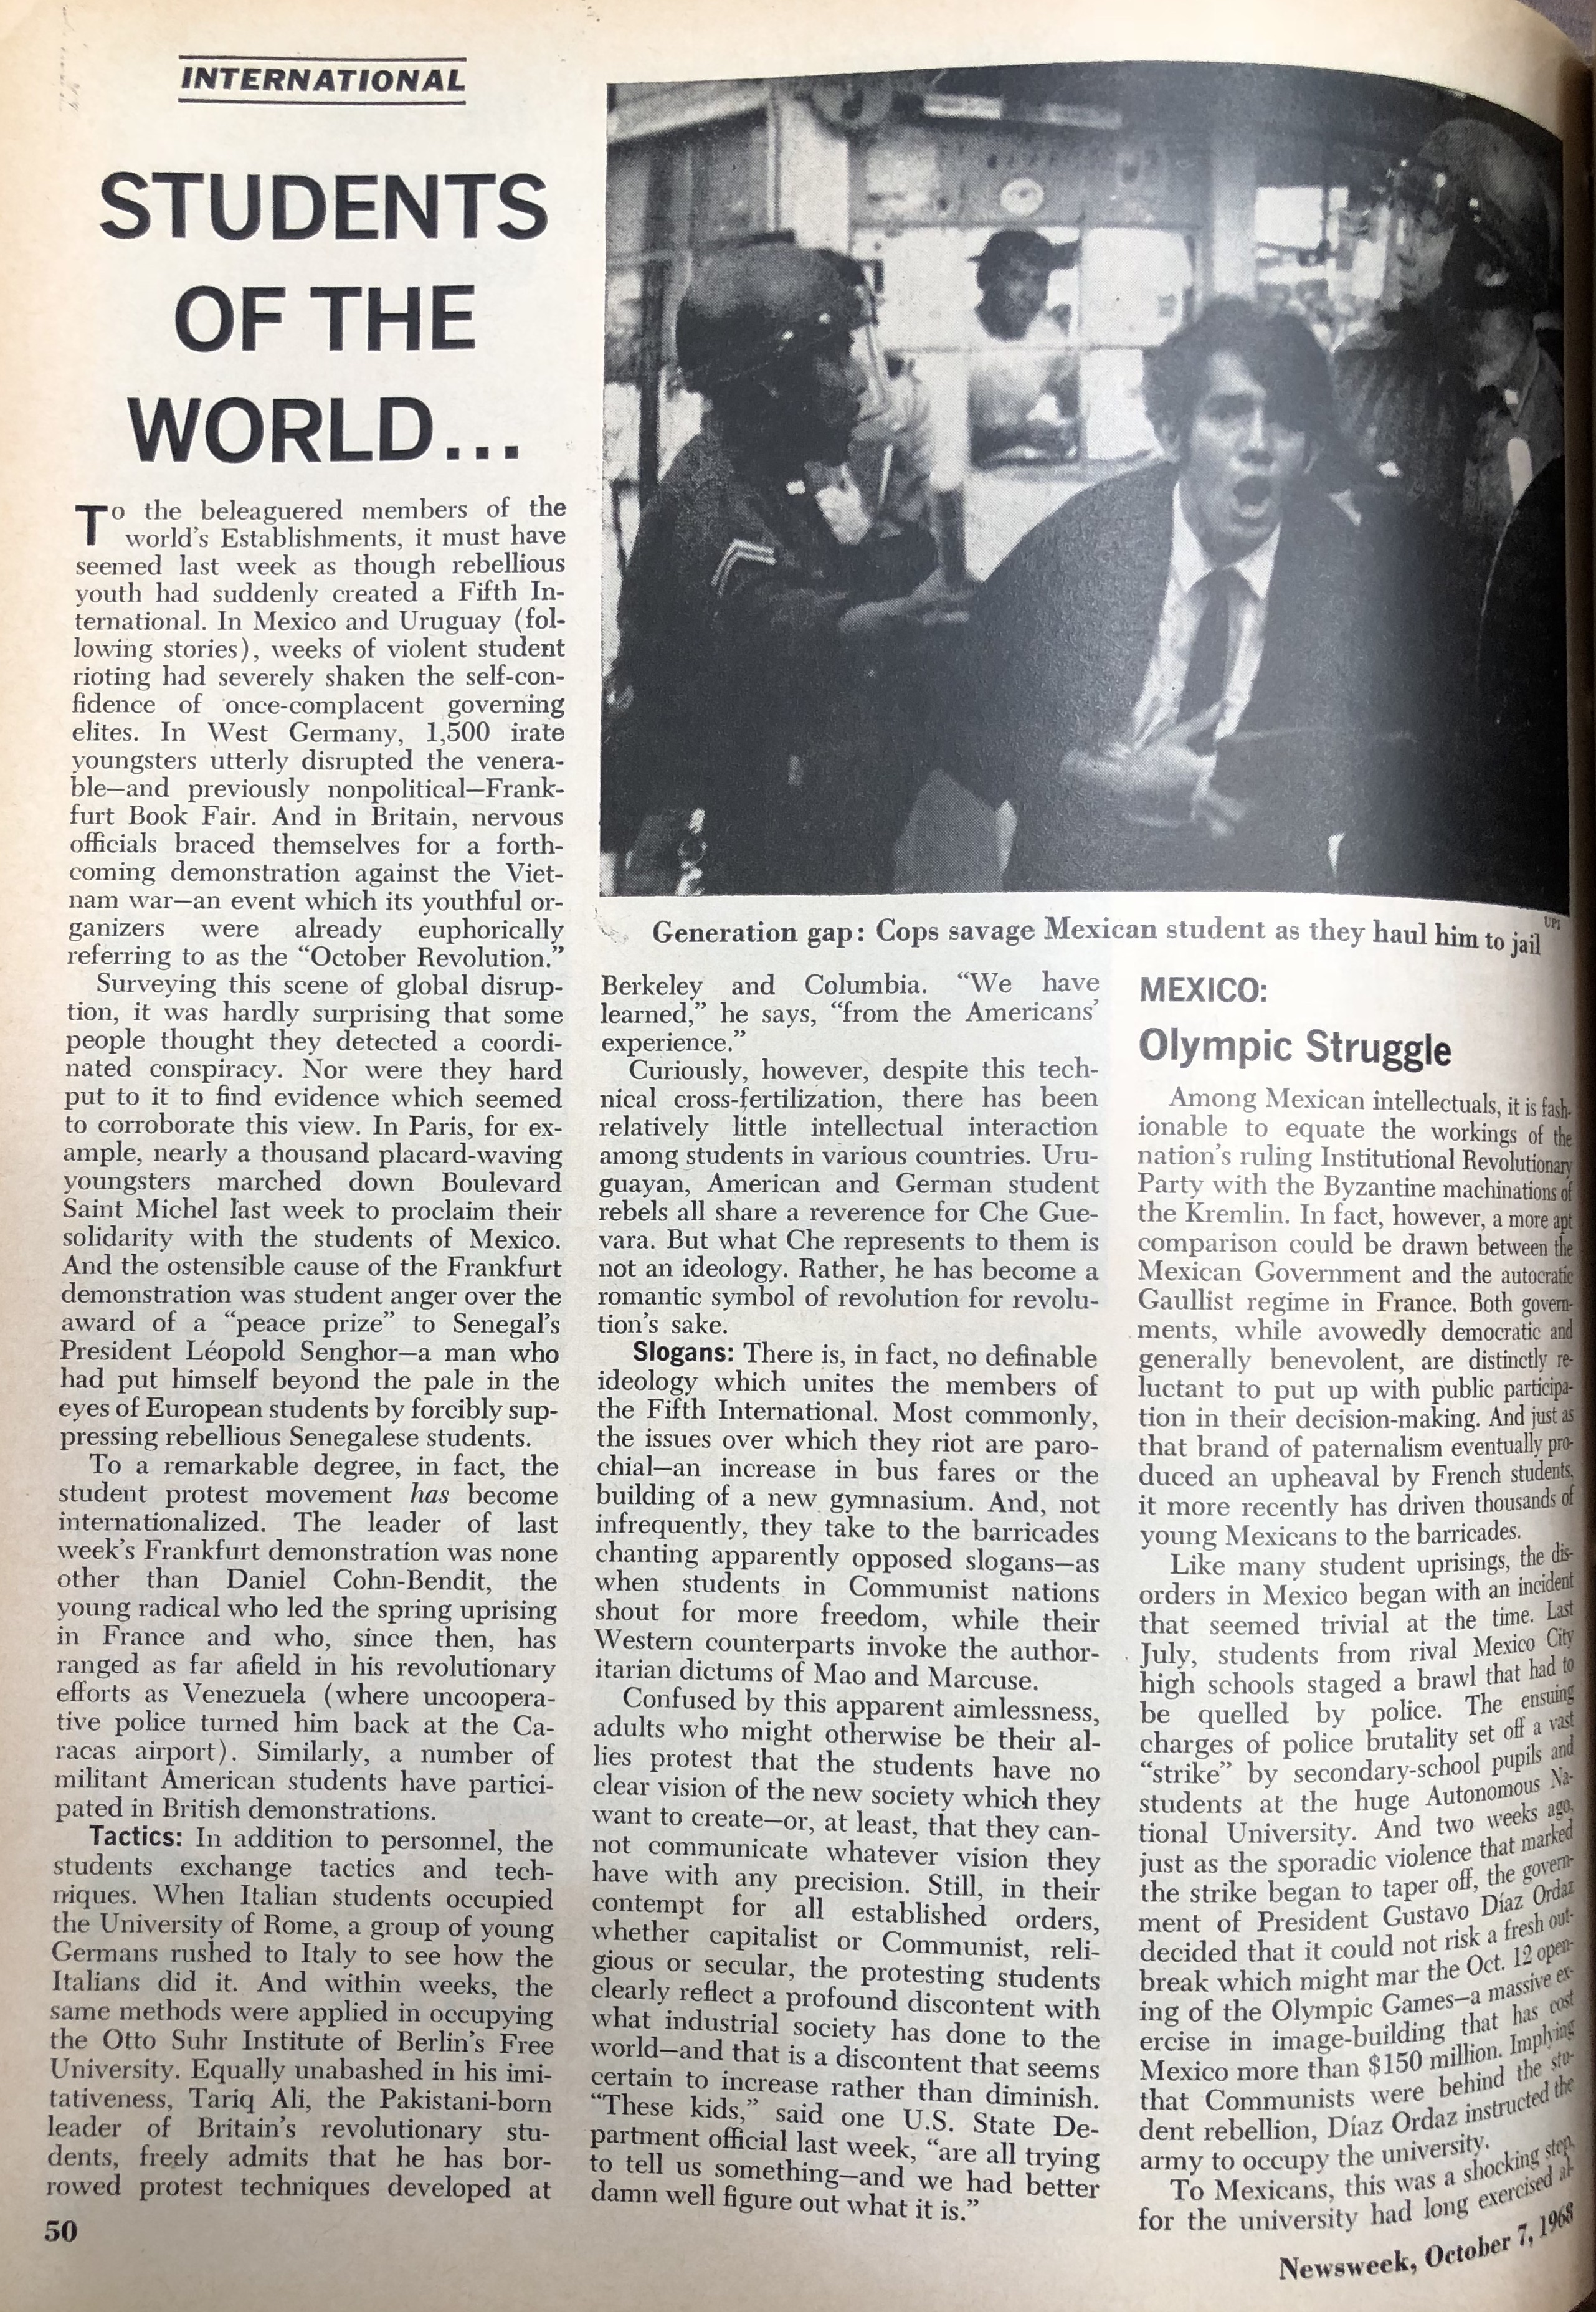 INTERNATIONAL
STUDENTS
OF THE
WORLD...
To the beleaguered members of the
world's Establishments, it must have
seemed last week as though rebellious
youth had suddenly created a Fifth In-
ternational. In Mexico and Uruguay (fol-
lowing stories), weeks of violent student
rioting had severely shaken the self-con-
fidence of once-complacent governing
elites. In West Germany, 1,500 irate
youngsters utterly disrupted the venera-
ble—and previously nonpolitical—Frank-
furt Book Fair. And in Britain, nervous
officials braced themselves for a forth-
coming demonstration against the Viet-
nam war—an event which its youthful or-
ganizers were already euphorically
referring to as the “October Revolution.”
Surveying this scene of global disrup-
tion, it was hardly surprising that some
people thought they detected a coordi-
nated conspiracy. Nor were they hard
put to it to find evidence which seemed
to corroborate this view. In Paris, for ex-
ample, nearly a thousand placard-waving
youngsters marched down Boulevard
Saint Michel last week to proclaim their
solidarity with the students of Mexico.
And the ostensible cause of the Frankfurt
demonstration was student anger over the
award of a “peace prize” to Senegal's
President Léopold Senghor—a man who
had put himself beyond the pale in the
eyes of European students by forcibly sup-
pressing rebellious Senegalese students.
To a remarkable degree, in fact, the
student protest movement has become
internationalized. The leader of last
week's Frankfurt demonstration was none
other than Daniel Cohn-Bendit, the
young radical who led the spring uprising
in France and who, since then, has
ranged as far afield in his revolutionary
efforts as Venezuela (where uncoopera-
tive police turned him back at the Ca-
racas airport). Similarly, a number of
militant American students have partici-
pated in British demonstrations.
Tactics: In addition to personnel, the
students exchange tactics and tech-
niques. When Italian students occupied
the University of Rome, a group of young
Germans rushed to Italy to see how the
Italians did it. And within weeks, the
same methods were applied in occupying
the Otto Suhr Institute of Berlin's Free
University. Equally unabashed in his imi-
tativeness, Tariq Ali, the Pakistani-born
leader of Britain's revolutionary stu-
dents, freely admits that he has bor-
rowed protest techniques developed at
50
UPI
Generation gap: Cops savage Mexican student as they haul him to jail
Berkeley and Columbia. “We have
learned,” he says, “from the Americans'
experience.”
Curiously, however, despite this tech-
nical cross-fertilization, there has been
relatively little intellectual interaction
among students in various countries. Uru-
guayan, American and German student
rebels all share a reverence for Che Gue-
vara. But what Che represents to them is
not an ideology. Rather, he has become a
romantic symbol of revolution for revolu-
tion's sake.
Slogans: There is, in fact, no definable
ideology which unites the members of
the Fifth International. Most commonly,
the issues over which they riot are paro-
chial—an increase in bus fares or the
building of a new gymnasium. And, not
infrequently, they take to the barricades
chanting apparently opposed slogans—as
when students in Communist nations
shout for more freedom, while their
Western counterparts invoke the author-
itarian dictums of Mao and Marcuse.
Confused by this apparent aimlessness,
adults who might otherwise be their al-
lies protest that the students have no
clear vision of the new society which they
want to create—or, at least, that they can-
not communicate whatever vision they
have with any precision. Still, in their
contempt for all established orders,
whether capitalist or Communist, reli-
gious or secular, the protesting students
clearly reflect a profound discontent with
what industrial society has done to the
world—and that is a discontent that seems
certain to increase rather than diminish.
“These kids,” said one U.S. State De-
partment official last week, “are all trying
to tell us something—and we had better
damn well figure out what it is.”
MEXICO:
Olympic Struggle
Among Mexican intellectuals, it is fash-
ionable to equate the workings of the
nation's ruling Institutional Revolutionary
Party with the Byzantine machinations of
the Kremlin. In fact, however, a more apt
comparison could be drawn between the
Mexican Government and the autocratic
Gaullist regime in France. Both govern-
ments, while avowedly democratic and
generally benevolent, are distinctly re-
luctant to put up with public participa-
tion in their decision-making. And just as
that brand of paternalism eventually pro-
duced an upheaval by French students,
it more recently has driven thousands of
young Mexicans to the barricades.
Like many student uprisings, the dis-
orders in Mexico began with an incident
that seemed trivial at the time. Last
July, students from rival Mexico City
high schools staged a brawl that had to
be quelled by police. The ensuing
charges of police brutality set off a vast
“strike” by secondary-school pupils and
students at the huge Autonomous Na-
tional University. And two weeks ago,
just as the sporadic violence that marked
the strike began to taper off, the govern-
ment of President Gustavo Díaz Ordaz
decided that it could not risk a fresh out-
break which might mar the Oct. 12 open-
ing of the Olympic Games—a massive ex-
ercise in image-building that has cost
Mexico more than $150 million. Implying
that Communists were behind the stu-
dent rebellion, Díaz Ordaz instructed the
army to occupy the university.
To Mexicans, this was a shocking step,
for the university had long exercised al-
Newsweek, October 7, 1968